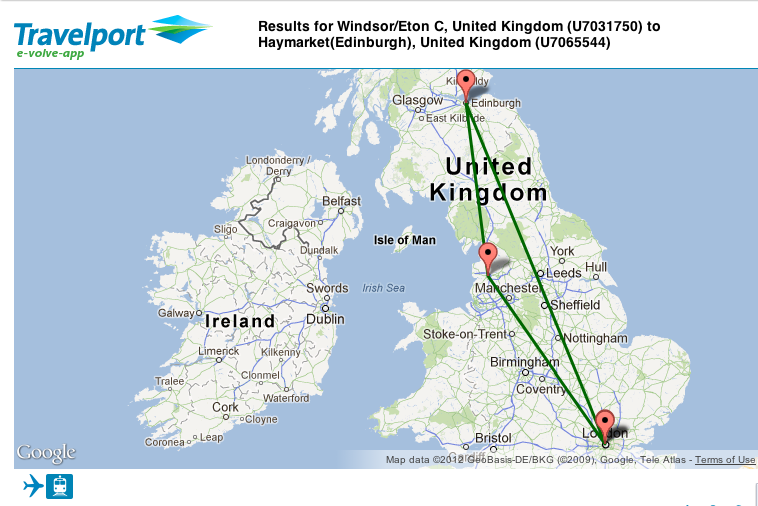 Travelport
e-volve-app
Results for Windsor/Eton C, United Kingdom (U7031750) to
Haymarket(Edinburgh), United Kingdom (U7065544)
Glasgow
Edinburgh
East Kilbride
United
Kingdom
Londonderry /
Derry
Belfast
Craigavon
Sligo
Isle of Man
Dundalk
York
Leeds
Hull
Irish Sea
Swords
Manchester
Sheffield
Galway
Ireland
Dublin
Stoke-on-Trent
Nottingham
Limerick
Kilkenny
Birmingham
Tralee
Clonmel
Coventry
Waterford
Cork
Cloyne
Coronea
Leap
Bristol
London
Cardiff
Google
Map data ©2012 GeoBasis-DE/BKG (©2009), Google, Tele Atlas - Terms of Use